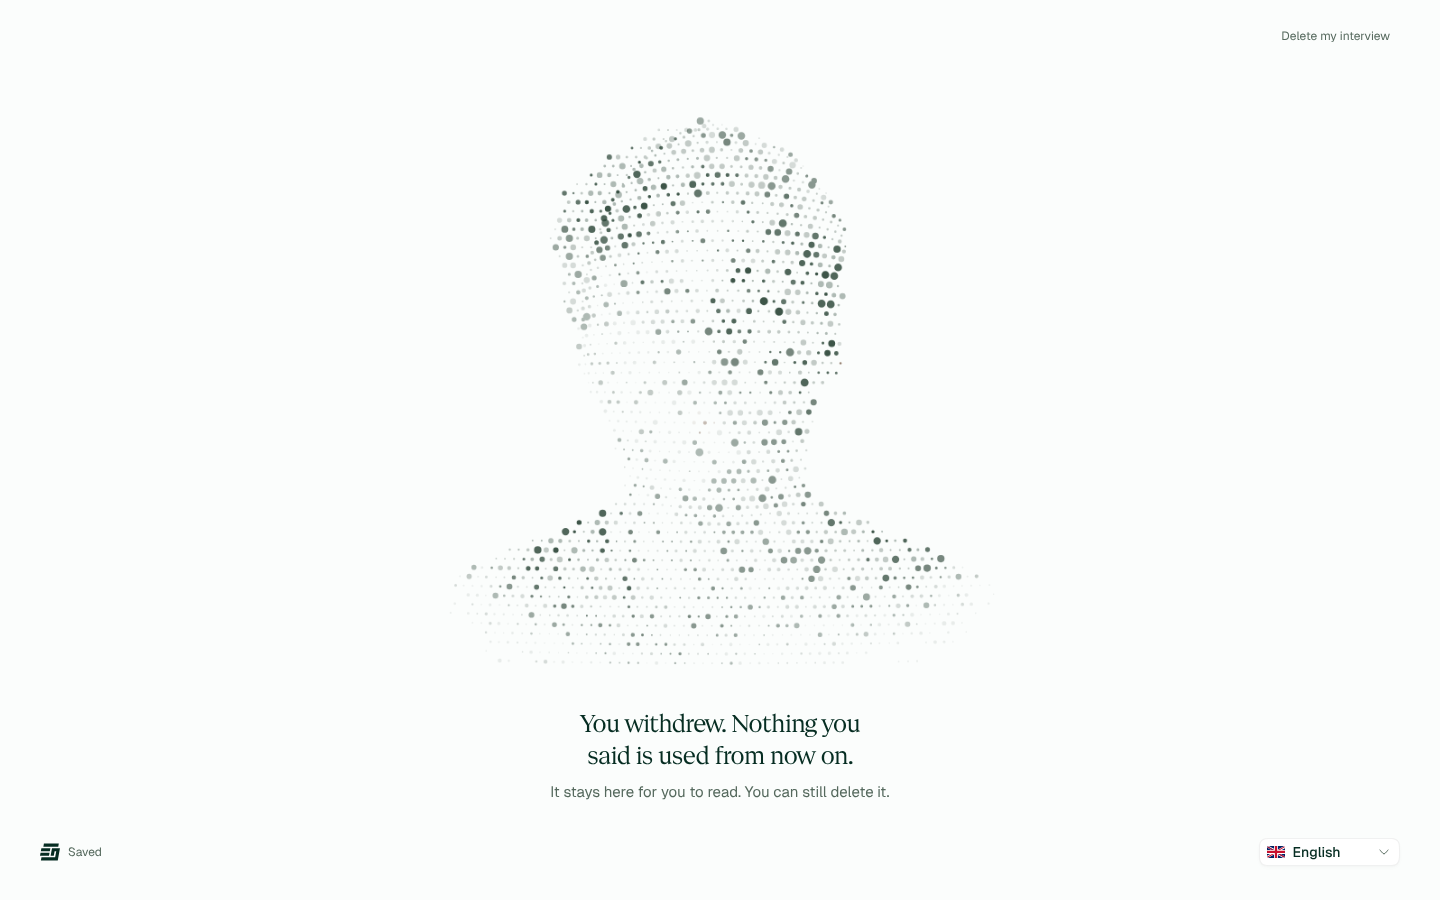 Delete my interview
You withdrew. Nothing you
said is used from now on.
It stays here for you to read. You can still delete it.
Saved
English